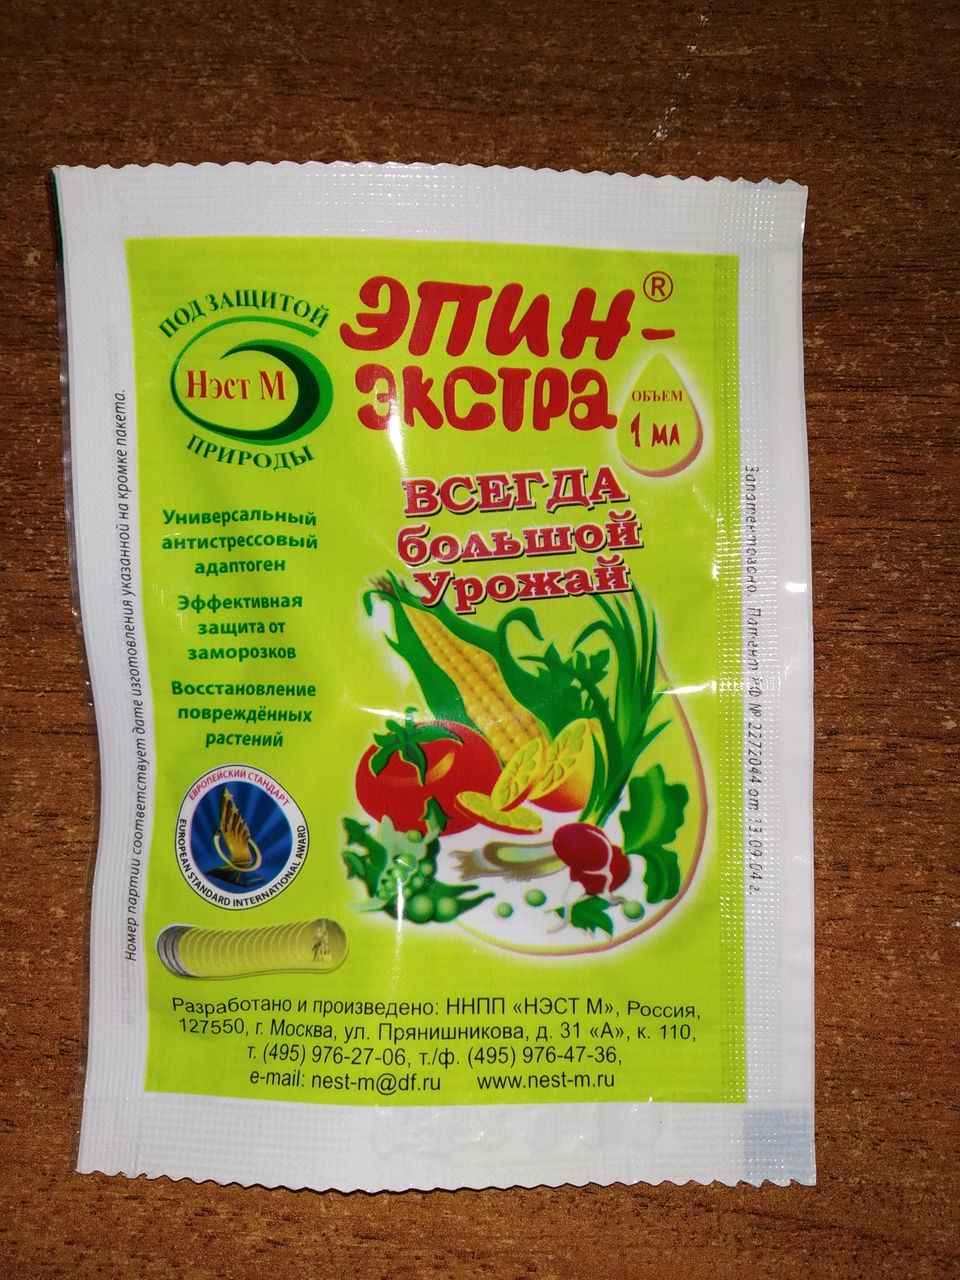 ПОД ЗАЩИТОЙ
НэстМ
ПРИРОДЫ
ЭПИН-®
ЭКСТРА
ОБЪЕМ
1 мл
ВСЕГДА
большой
Урожай
Универсальный
антистрессовый
адаптоген
Эффективная
защита от
заморозков
Восстановление
повреждённых
растений
ЕВРОПЕЙСКИЙ СТАНДАРТ
EUROPEAN STANDARD INTERNATIONAL AWARD
Разработано и произведено: ННПП «НЭСТ М», Россия,
127550, г. Москва, ул. Прянишникова, д. 31 «А», к. 110,
т. (495) 976-27-06, т./ф. (495) 976-47-36,
e-mail: nest-m@df.ru www.nest-m.ru
Номер партии соответствует дате изготовления указанной на кромке пакета.
Запатентовано. Патент РФ № 2272044 от 13.09.04 г.